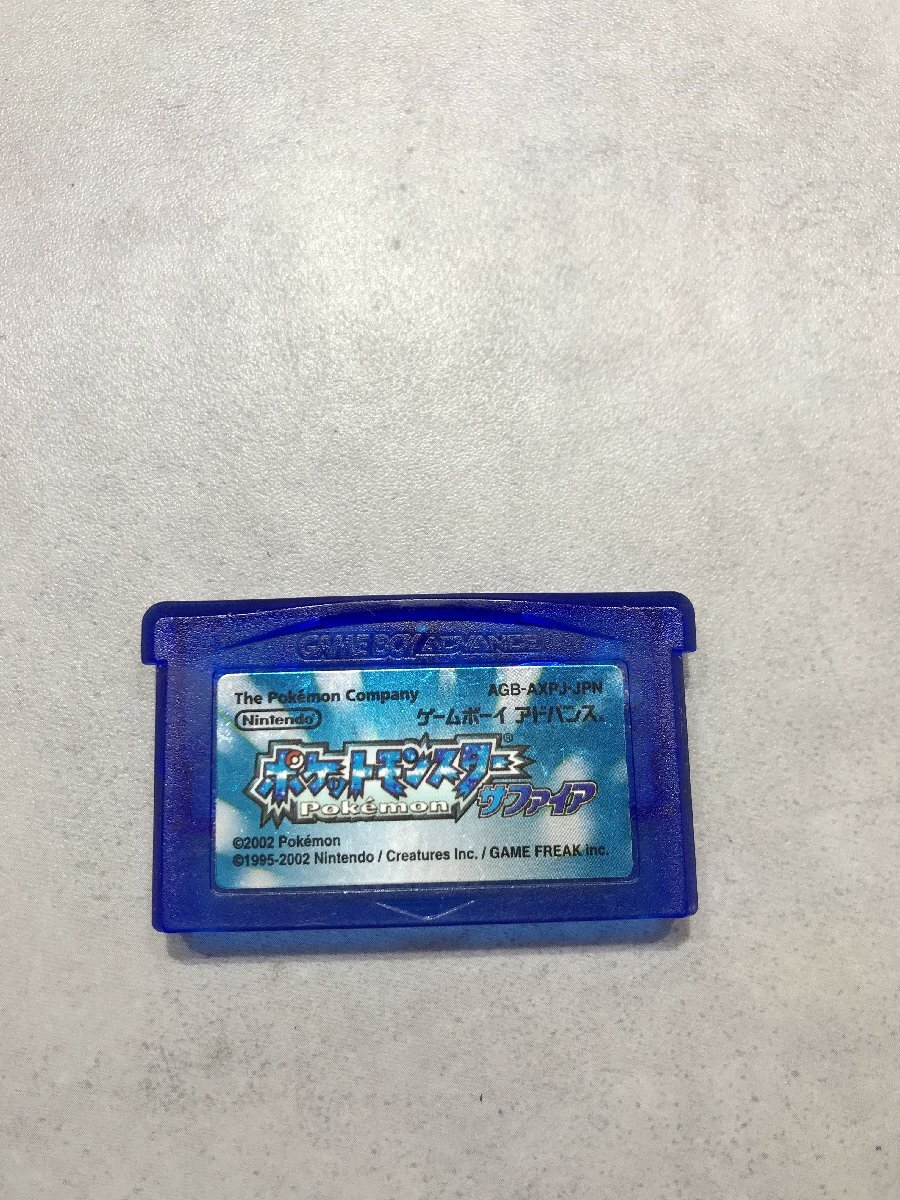 GAME BOY ADVANCE
The Pokémon Company AGB-AXPJ-JPN
Nintendo ゲームボーイ アドバンス®
ポケットモンスター®
Pokémon サファイア
©2002 Pokémon
©1995-2002 Nintendo / Creatures Inc. / GAME FREAK inc.